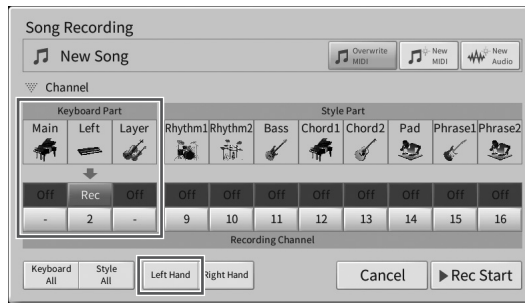 Song Recording
New Song
Overwrite MIDI
New MIDI
New Audio
Channel
Keyboard Part
Style Part
Main Left Layer Rhythm1 Rhythm2 Bass Chord1 Chord2 Pad Phrase1 Phrase2
Off Rec Off Off Off Off Off Off Off Off Off
- 2 - 9 10 11 12 13 14 15 16
Recording Channel
Keyboard All
Style All
Left Hand
Right Hand
Cancel
Rec Start